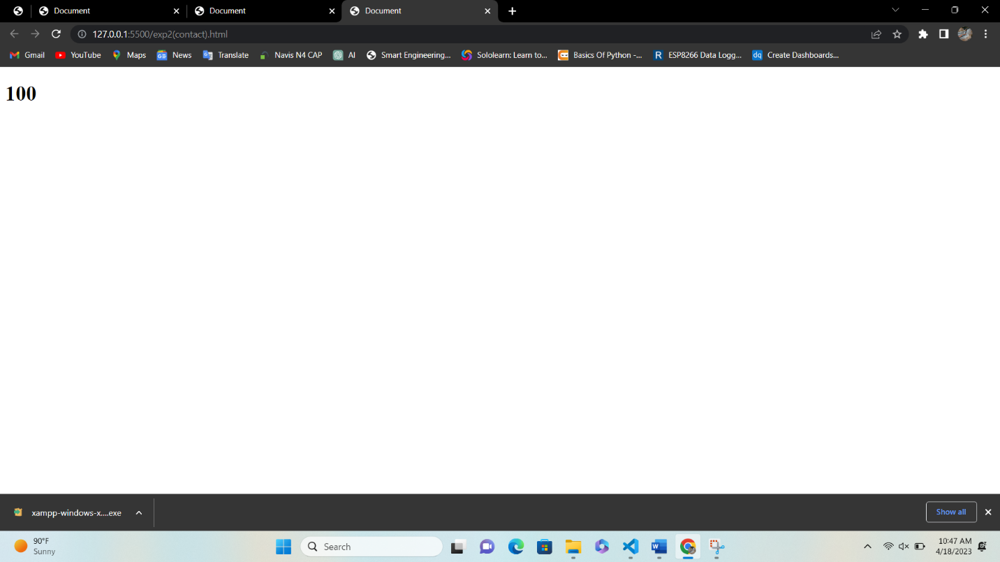 Document
Document
Document
127.0.0.1:5500/exp2(contact).html
Gmail
YouTube
Maps
News
Translate
Navis N4 CAP
AI
Smart Engineering...
Sololearn: Learn to...
Basics Of Python -...
R
ESP8266 Data Logg...
dq
Create Dashboards...
100
xampp-windows-x....exe
Show all
90°F
Sunny
Search
10:47 AM
4/18/2023